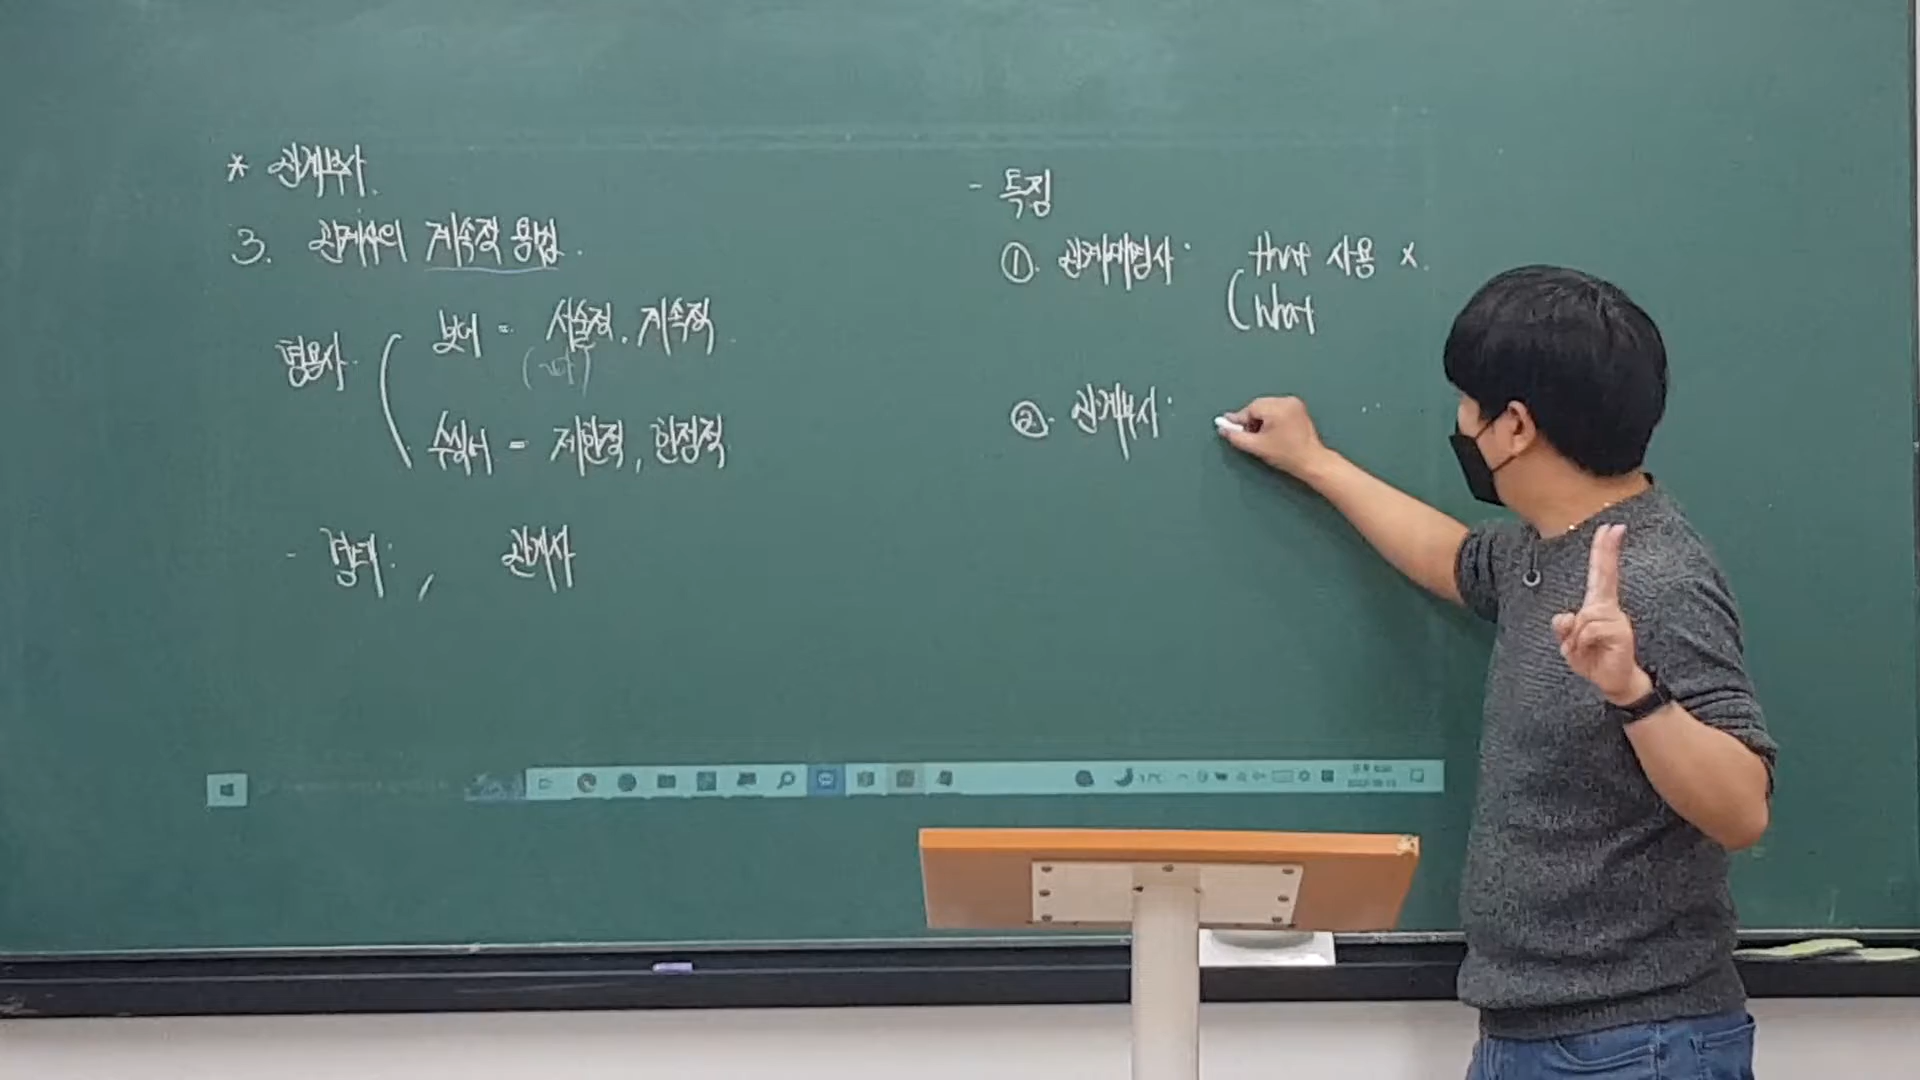 * 관계부사.
3. 관계사의 계속적 용법.
형용사
보어 = 서술적, 계속적.
수식어 = 제한적, 한정적.
- 형태: , 관계사
- 특징
①. 관계대명사: that 사용 x.
(what
②. 관계부사:
17℃